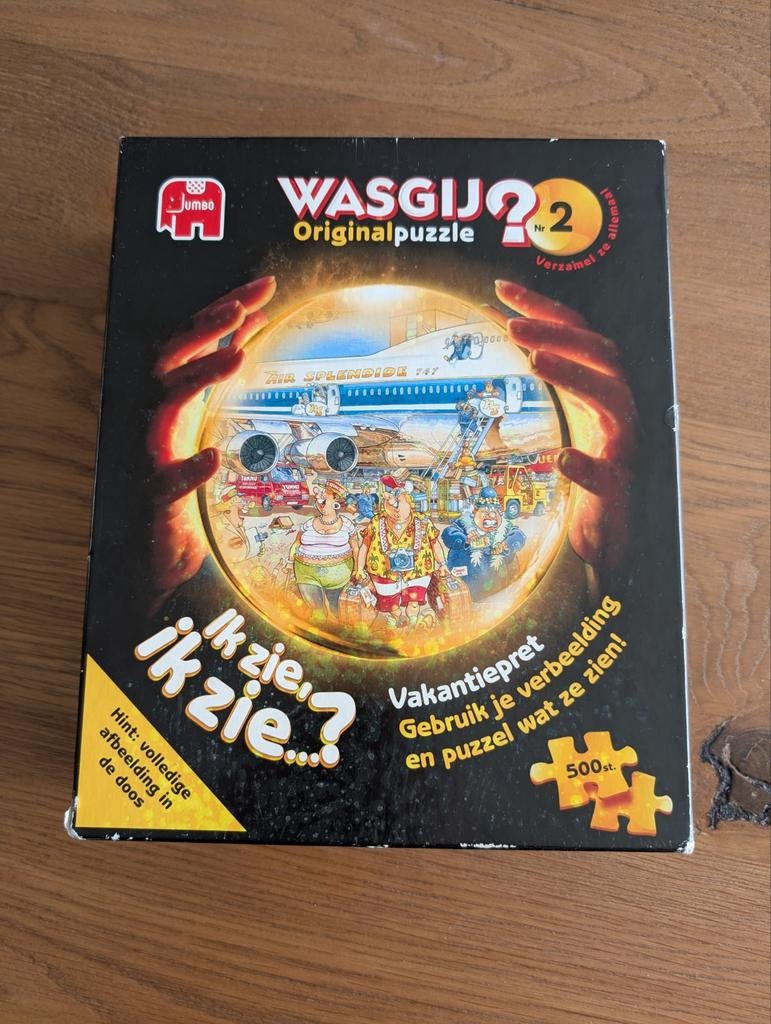 Jumbo
WASGIJ?
Originalpuzzle
Nr 2
Verzamel ze allemaal
AIR SPLENDIDE 747
Ik zie,
ik zie...?
Vakantiepret
Gebruik je verbeelding
en puzzel wat ze zien!
Hint: volledige
afbeelding in
de doos
500st.